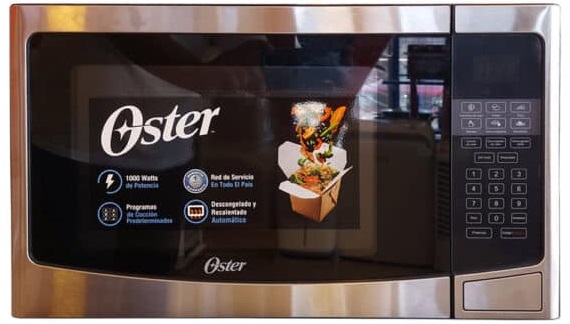 Oster
1000 Watts
de Potencia
Red de Servicio
En Todo El País
Programas
de Cocción
Predeterminados
Descongelado y
Recalentado
Automático
Oster
1 2 3
4 5 6
7 8 9
0